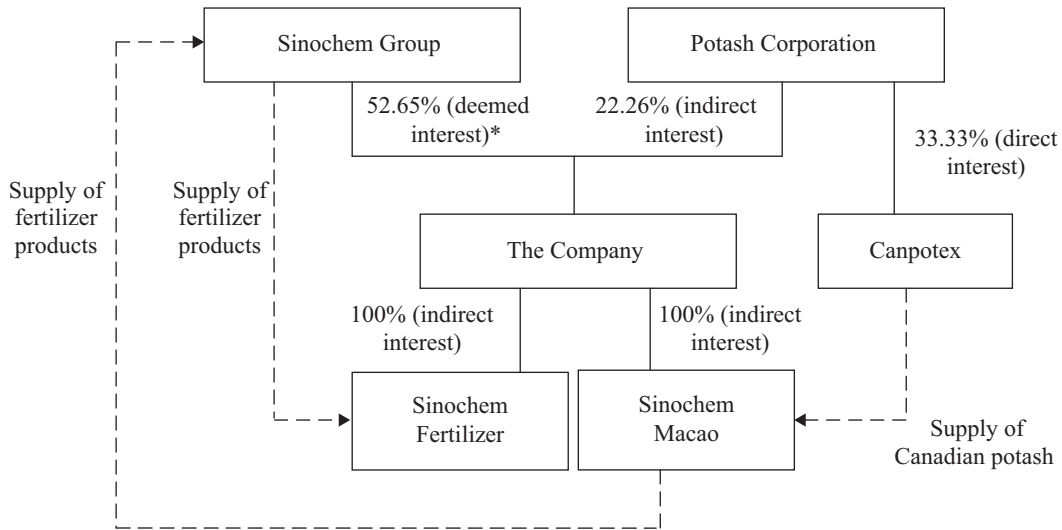 Sinochem Group
Potash Corporation
52.65% (deemed
interest)*
22.26% (indirect
interest)
33.33% (direct
interest)
Supply of
fertilizer
products
Supply of
fertilizer
products
The Company
Canpotex
100% (indirect
interest)
100% (indirect
interest)
Sinochem
Fertilizer
Sinochem
Macao
Supply of
Canadian potash